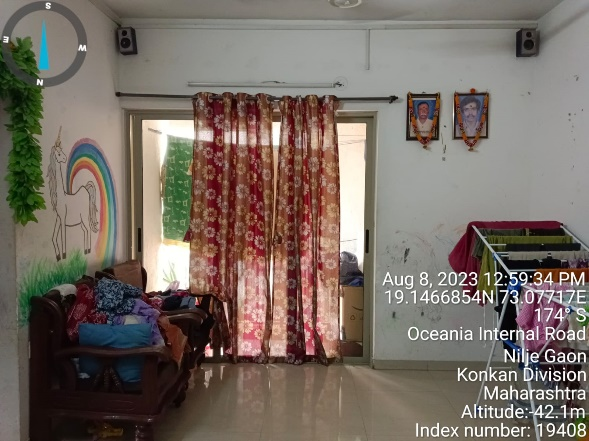 S
E
W
N
Aug 8, 2023 12:59:34 PM
19.1466854N 73.07717E
174° S
Oceania Internal Road
Nilje Gaon
Konkan Division
Maharashtra
Altitude:-42.1m
Index number: 19408